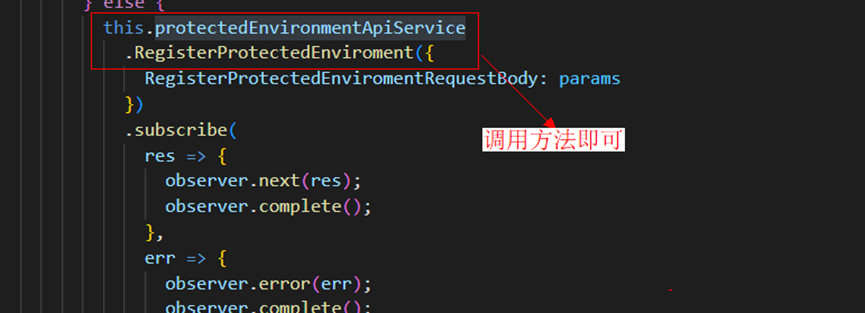 } else {
this.protectedEnvironmentApiService
.RegisterProtectedEnviroment({
RegisterProtectedEnviromentRequestBody: params
})
.subscribe(
调用方法即可
res => {
observer.next(res);
observer.complete();
},
err => {
observer.error(err);
observer.complete();